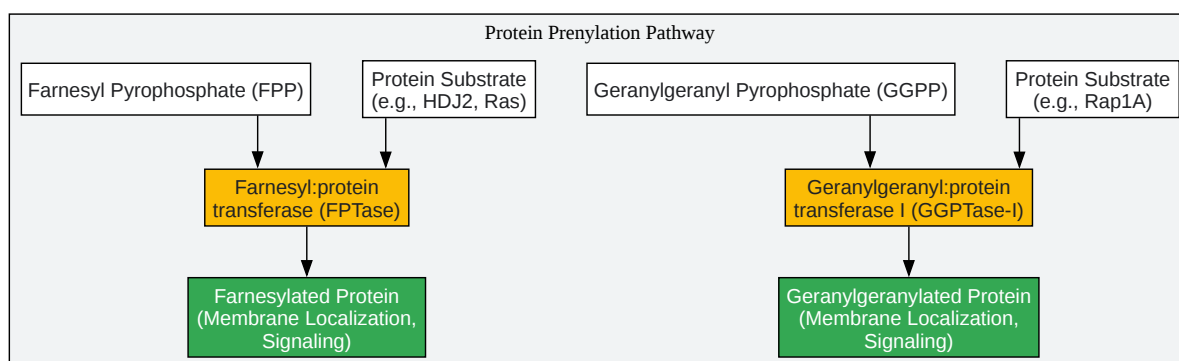 Protein Prenylation Pathway
Farnesyl Pyrophosphate (FPP)
Protein Substrate
(e.g., HDJ2, Ras)
Geranylgeranyl Pyrophosphate (GGPP)
Protein Substrate
(e.g., Rap1A)
Farnesyl:protein
transferase (FPTase)
Geranylgeranyl:protein
transferase I (GGPTase-I)
Farnesylated Protein
(Membrane Localization,
Signaling)
Geranylgeranylated Protein
(Membrane Localization,
Signaling)